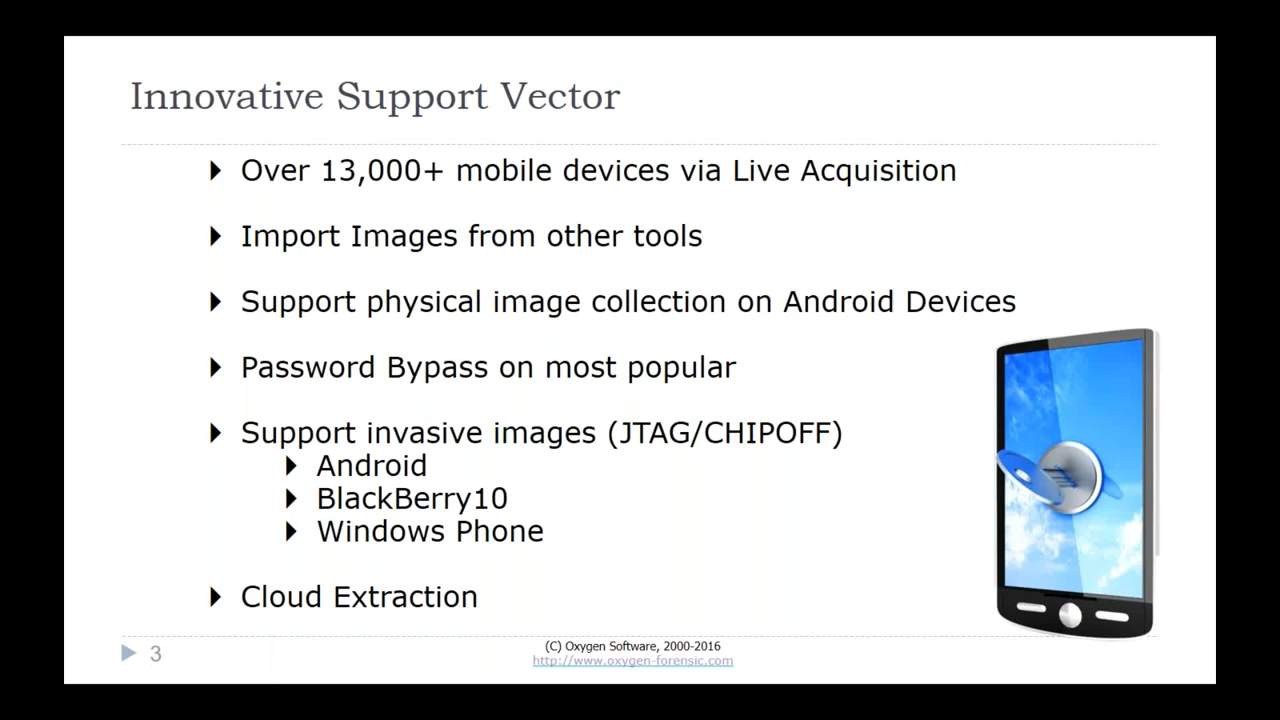 Innovative Support Vector
Over 13,000+ mobile devices via Live Acquisition
Import Images from other tools
Support physical image collection on Android Devices
Password Bypass on most popular
Support invasive images (JTAG/CHIPOFF)
Android
BlackBerry10
Windows Phone
Cloud Extraction
3
(C) Oxygen Software, 2000-2016
http://www.oxygen-forensic.com